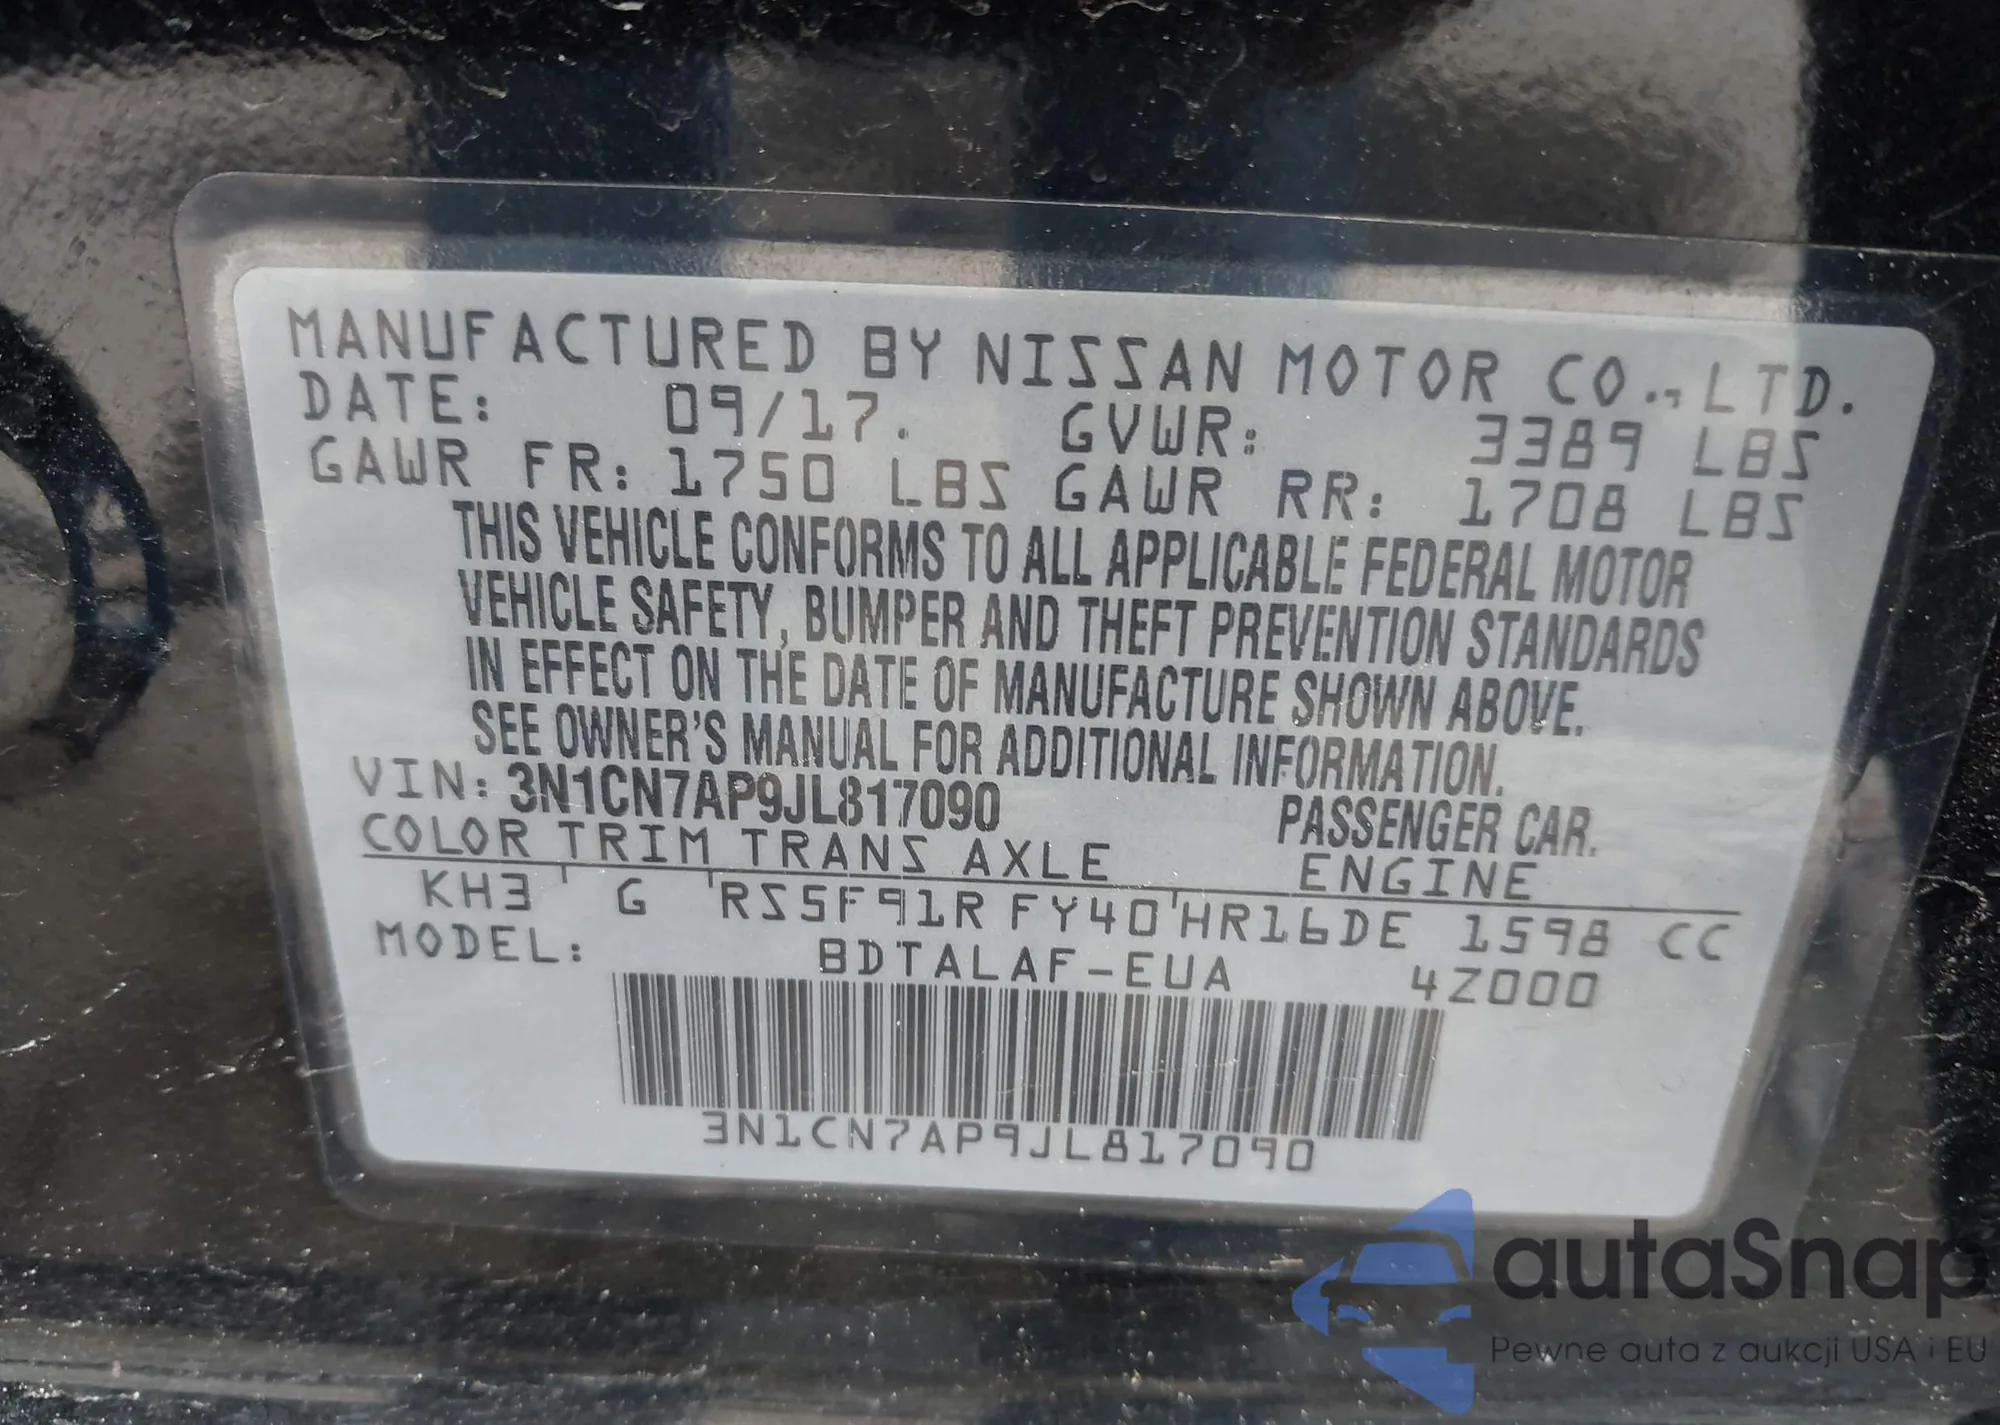 MANUFACTURED BY NISSAN MOTOR CO., LTD.
DATE: 09/17. GVWR: 3389 LBS
GAWR FR: 1750 LBS GAWR RR: 1708 LBS
THIS VEHICLE CONFORMS TO ALL APPLICABLE FEDERAL MOTOR
VEHICLE SAFETY, BUMPER AND THEFT PREVENTION STANDARDS
IN EFFECT ON THE DATE OF MANUFACTURE SHOWN ABOVE.
SEE OWNER'S MANUAL FOR ADDITIONAL INFORMATION.
VIN: 3N1CN7AP9JL817090 PASSENGER CAR.
COLOR TRIM TRANS AXLE ENGINE
KH3 G RS5F91R FY40 HR16DE 1598 CC
MODEL: BDTALAF-EUA 4Z000
3N1CN7AP9JL817090
autaSnap
Pewne auta z aukcji USA i EU